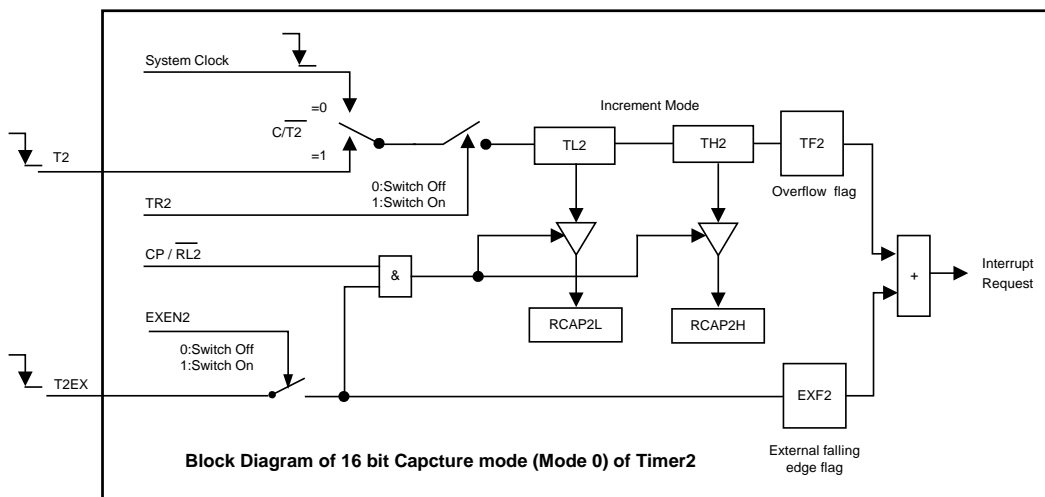 System Clock
=0
C/T2
=1
T2
TR2
0:Switch Off
1:Switch On
Increment Mode
TL2
TH2
TF2
Overflow flag
CP / RL2
&
RCAP2L
RCAP2H
+
Interrupt
Request
EXEN2
0:Switch Off
1:Switch On
T2EX
EXF2
External falling
edge flag
Block Diagram of 16 bit Capcture mode (Mode 0) of Timer2